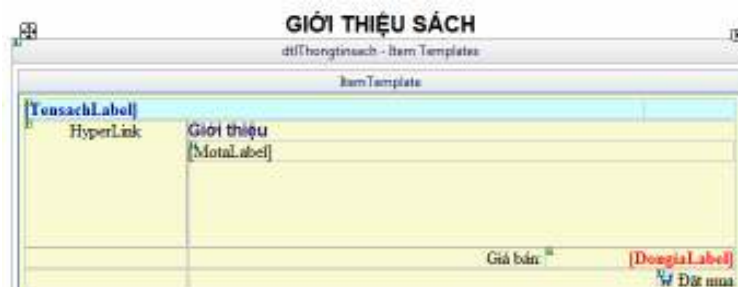 GIỚI THIỆU SÁCH
dtlThongtinsach - Item Templates
ItemTemplate
[TensachLabel]
HyperLink Giới thiệu
[MotaLabel]
Giá bán: [DongiaLabel]
Đặt mua